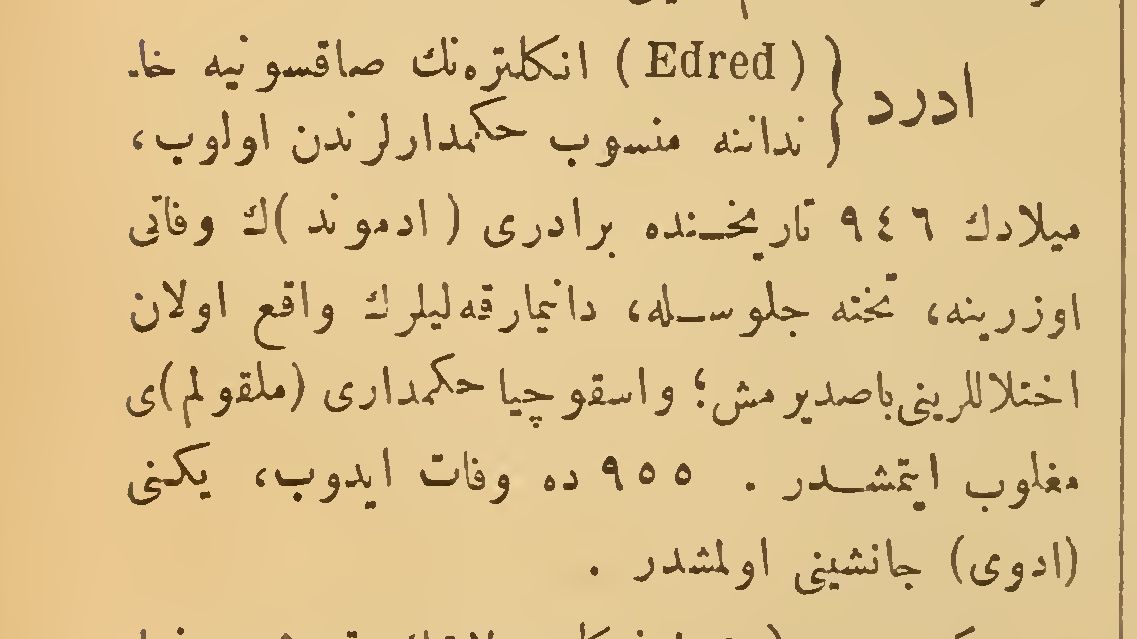 ادرد { (Edred) انكلتره‌نك صاقسونيه خا-
نداننه منسوب حكمدارلرندن اولوب،
ميلادك ٩٤٦ تاريخنده برادرى (ادموند)ك وفاتى
اوزرينه، تخته جلوسله، دانيمارقه‌ليلرك واقع اولان
اختلاللرينى باصديرمش؛ واسقوچيا حكمدارى (ملقولم)ى
مغلوب ايتمشدر . ٩٥٥ ده وفات ايدوب، يكنى
(ادوى) جانشينى اولمشدر .